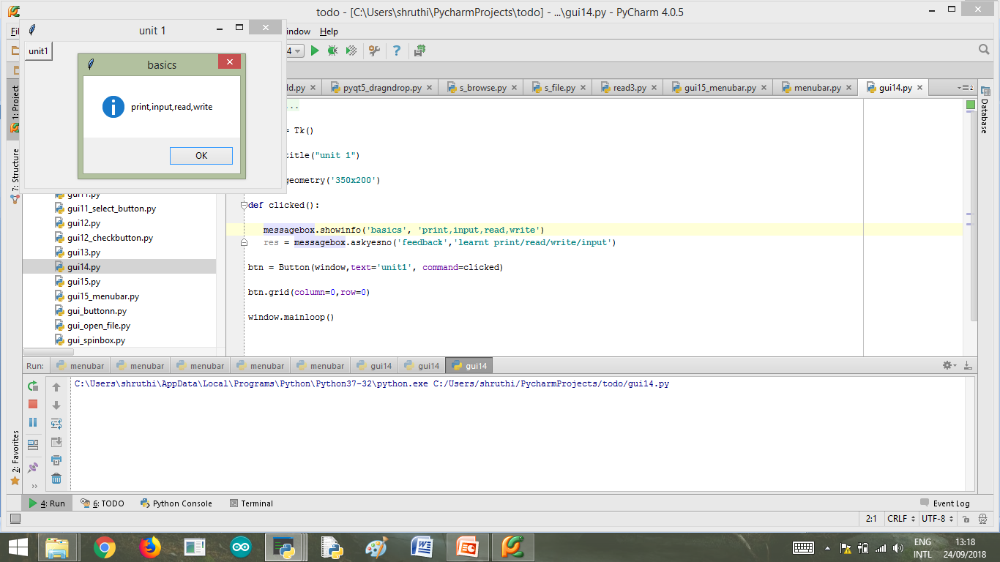 todo - [C:\Users\shruthi\PycharmProjects\todo] - ...\gui14.py - PyCharm 4.0.5
unit 1
indow Help
unit1
basics
print,input,read,write
OK
4
ld.py
pyqt5_dragndrop.py
s_browse.py
s_file.py
read3.py
gui15_menubar.py
menubar.py
gui14.py
2
1: Project
7: Structure
2: Favorites
Database
...
= Tk()
title("unit 1")
geometry('350x200')
def clicked():
messagebox.showinfo('basics', 'print,input,read,write')
res = messagebox.askyesno('feedback','learnt print/read/write/input')
btn = Button(window,text='unit1', command=clicked)
btn.grid(column=0,row=0)
window.mainloop()
gui11.py
gui11_select_button.py
gui12.py
gui12_checkbutton.py
gui13.py
gui14.py
gui15.py
gui15_menubar.py
gui_buttonn.py
gui_open_file.py
gui_spinbox.py
Run: menubar menubar menubar menubar menubar gui14 gui14 gui14
C:\Users\shruthi\AppData\Local\Programs\Python\Python37-32\python.exe C:/Users/shruthi/PycharmProjects/todo/gui14.py
4: Run 6: TODO Python Console Terminal Event Log
2:1 CRLF UTF-8
ENG 13:18
INTL 24/09/2018